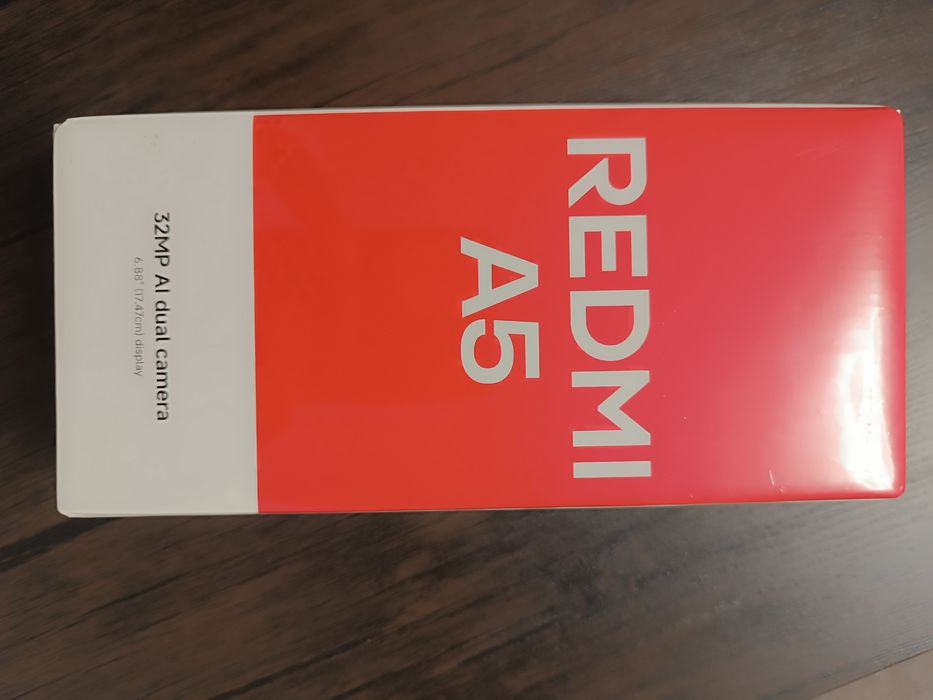 REDMI
A5
32MP AI dual camera
6.88" (17.47cm) display